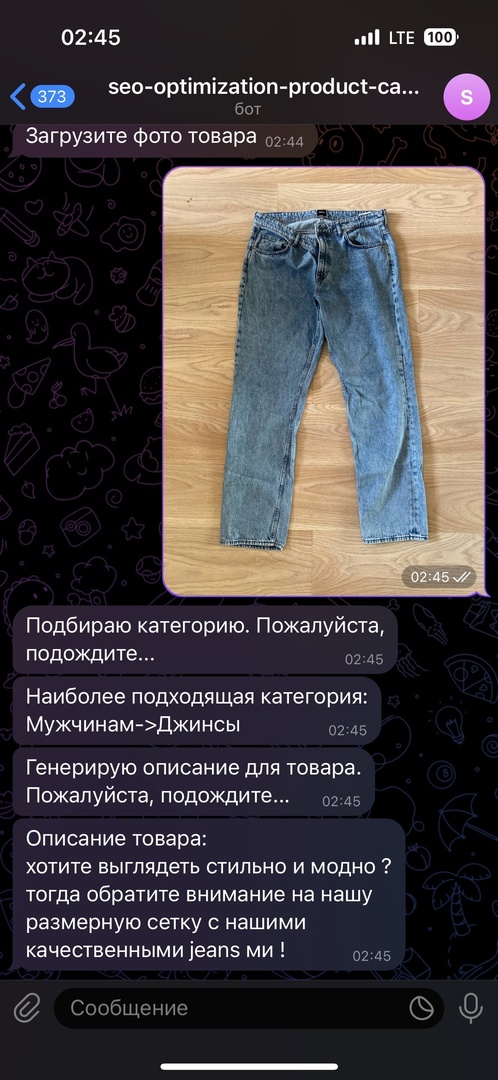 02:45
LTE
100
373
seo-optimization-product-ca...
бот
S
Загрузите фото товара 02:44
02:45
Подбираю категорию. Пожалуйста,
подождите...
02:45
Наиболее подходящая категория:
Мужчинам->Джинсы
02:45
Генерирую описание для товара.
Пожалуйста, подождите...
02:45
Описание товара:
хотите выглядеть стильно и модно ?
тогда обратите внимание на нашу
размерную сетку с нашими
качественными jeans ми !
02:45
Сообщение